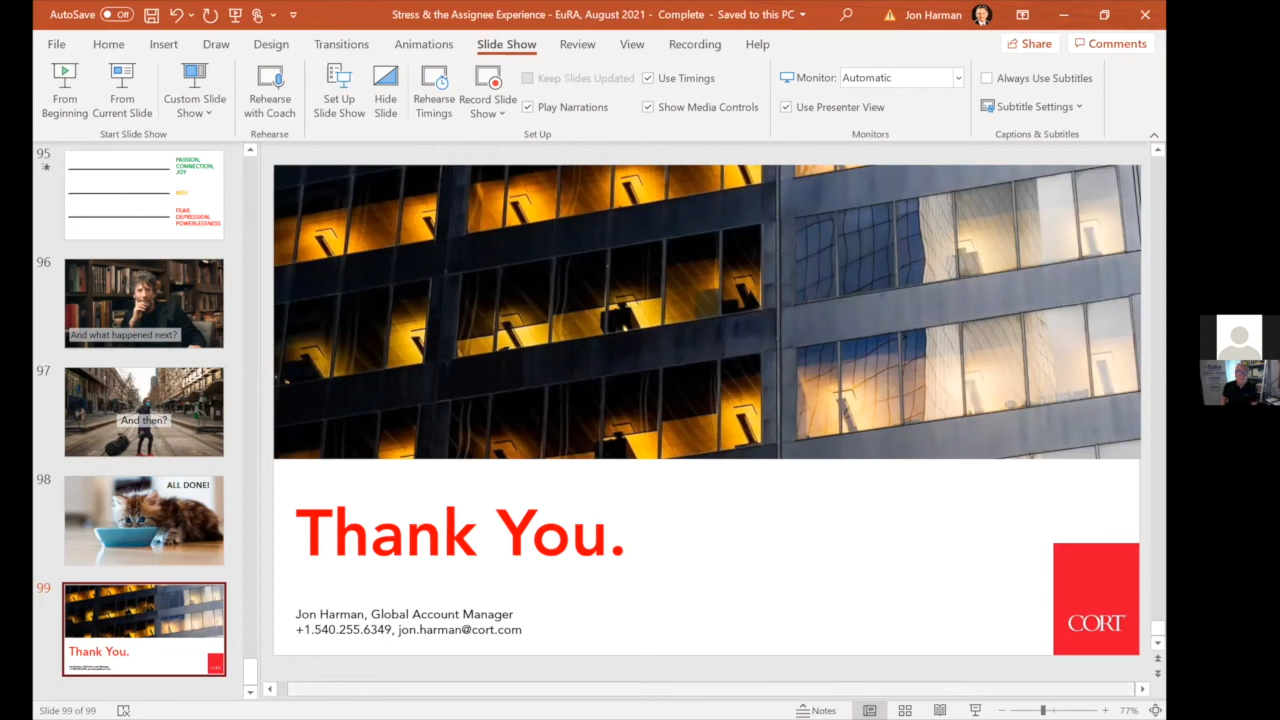 AutoSave Off
Stress & the Assignee Experience - EuRA, August 2021 - Complete - Saved to this PC
Jon Harman
File Home Insert Draw Design Transitions Animations Slide Show Review View Recording Help
Share Comments
From Beginning
From Current Slide
Custom Slide Show
Rehearse with Coach
Set Up Slide Show
Hide Slide
Rehearse Timings
Record Slide Show
Keep Slides Updated
Use Timings
Play Narrations
Show Media Controls
Monitor: Automatic
Use Presenter View
Always Use Subtitles
Subtitle Settings
Start Slide Show
Rehearse
Set Up
Monitors
Captions & Subtitles
95
PASSION,
CONNECTION,
JOY
MEH
FEAR,
DEPRESSION,
POWERLESSNESS
96
And what happened next?
97
And then?
98
ALL DONE!
99
Thank You.
CORT
Thank You.
Jon Harman, Global Account Manager
+1.540.255.6349, jon.harman@cort.com
CORT
Slide 99 of 99
Notes
77%